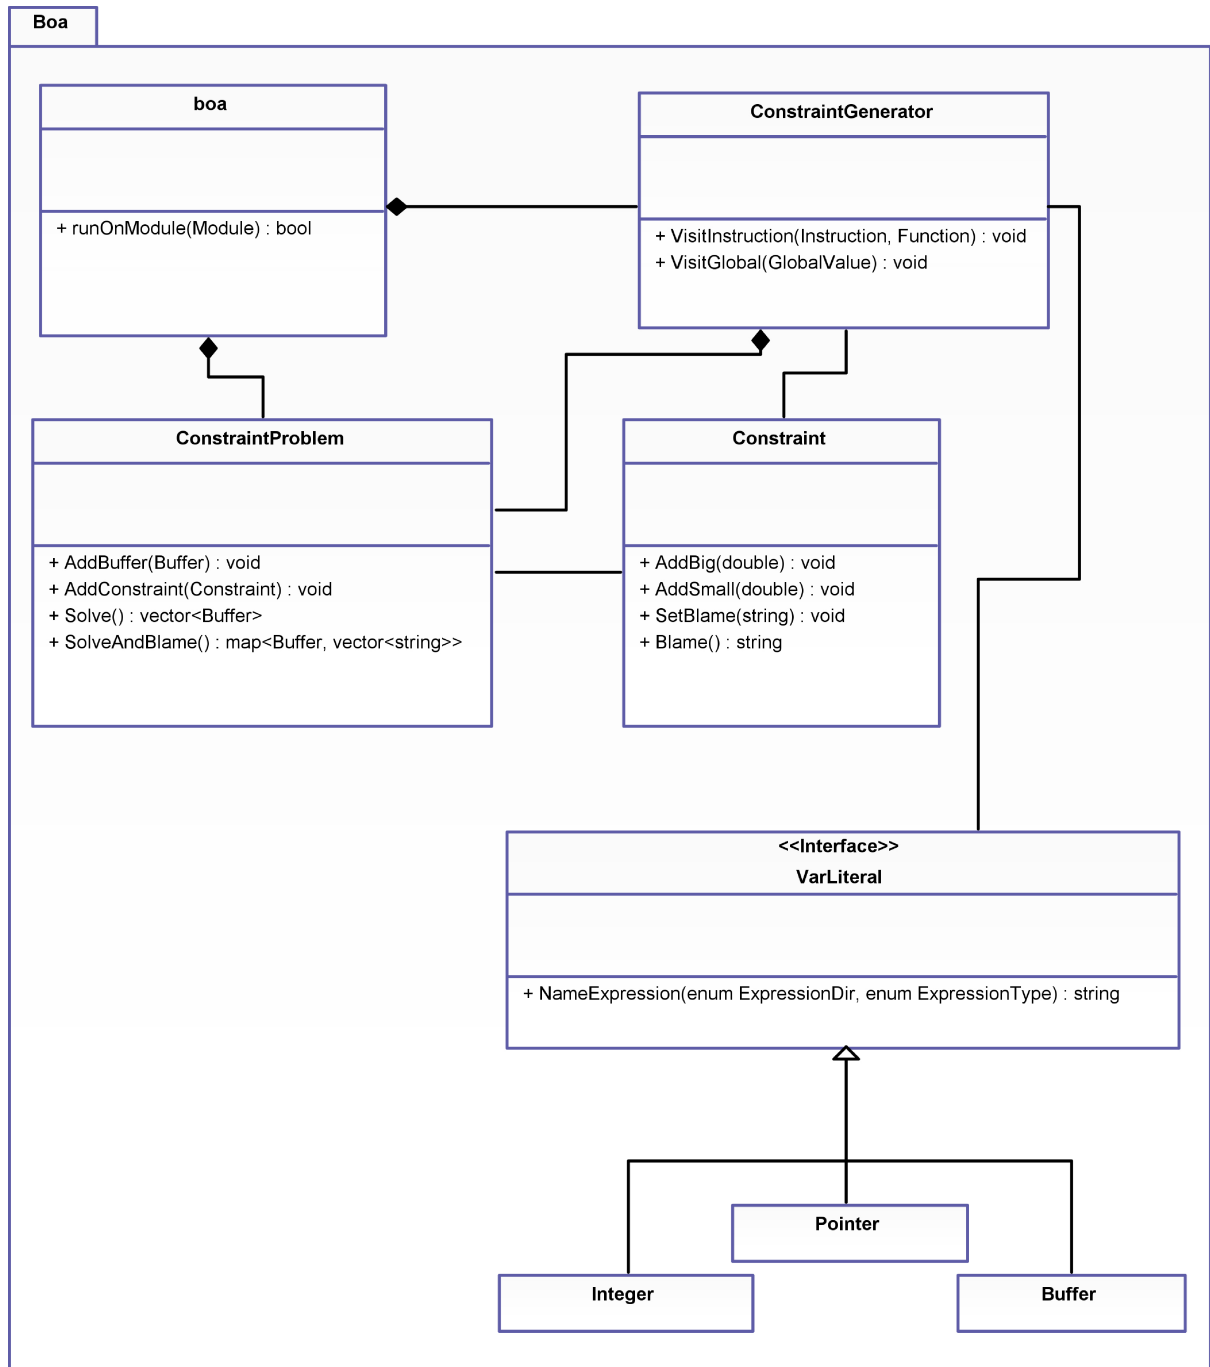 Boa
boa
+ runOnModule(Module) : bool
ConstraintGenerator
+ VisitInstruction(Instruction, Function) : void
+ VisitGlobal(GlobalValue) : void
ConstraintProblem
+ AddBuffer(Buffer) : void
+ AddConstraint(Constraint) : void
+ Solve() : vector<Buffer>
+ SolveAndBlame() : map<Buffer, vector<string>>
Constraint
+ AddBig(double) : void
+ AddSmall(double) : void
+ SetBlame(string) : void
+ Blame() : string
<<Interface>>
VarLiteral
+ NameExpression(enum ExpressionDir, enum ExpressionType) : string
Pointer
Integer
Buffer